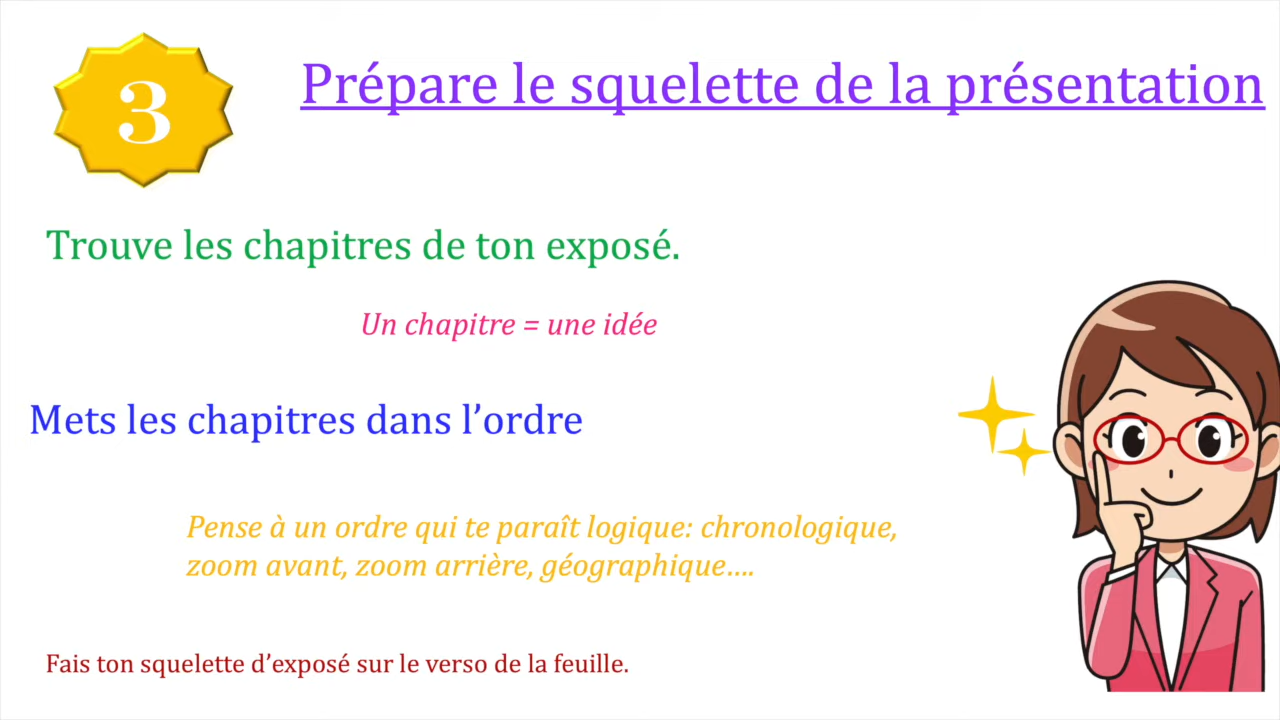 3
Prépare le squelette de la présentation
Trouve les chapitres de ton exposé.
Un chapitre = une idée
Mets les chapitres dans l’ordre
Pense à un ordre qui te paraît logique: chronologique,
zoom avant, zoom arrière, géographique….
Fais ton squelette d’exposé sur le verso de la feuille.